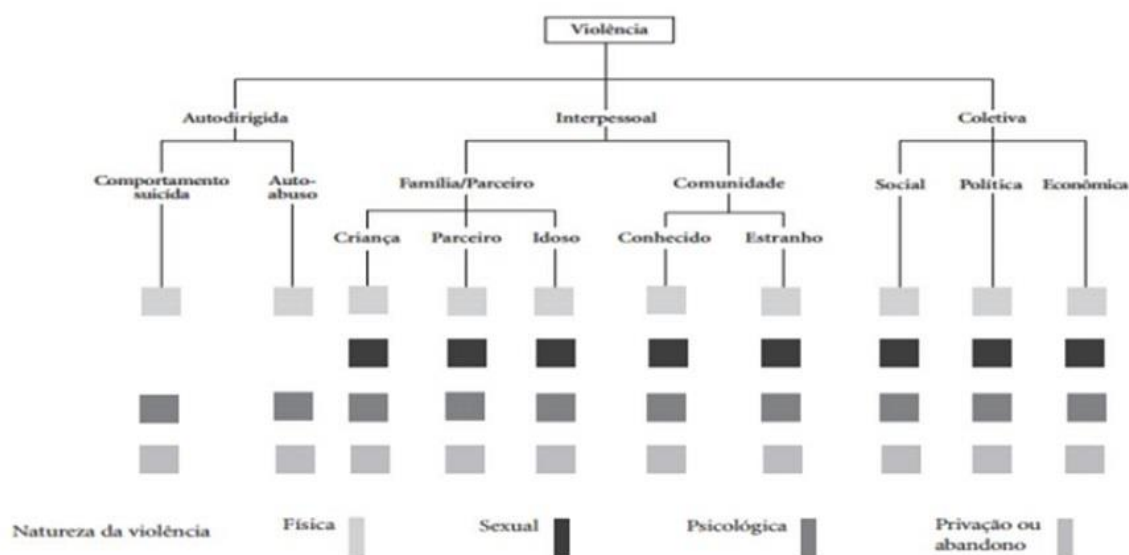 Violência
Autodirigida Interpessoal Coletiva
Comportamento suicída Auto-abuso Família/Parceiro Comunidade Social Política Econômica
Criança Parceiro Idoso Conhecido Estranho
Natureza da violência Física Sexual Psicológica Privação ou
abandono